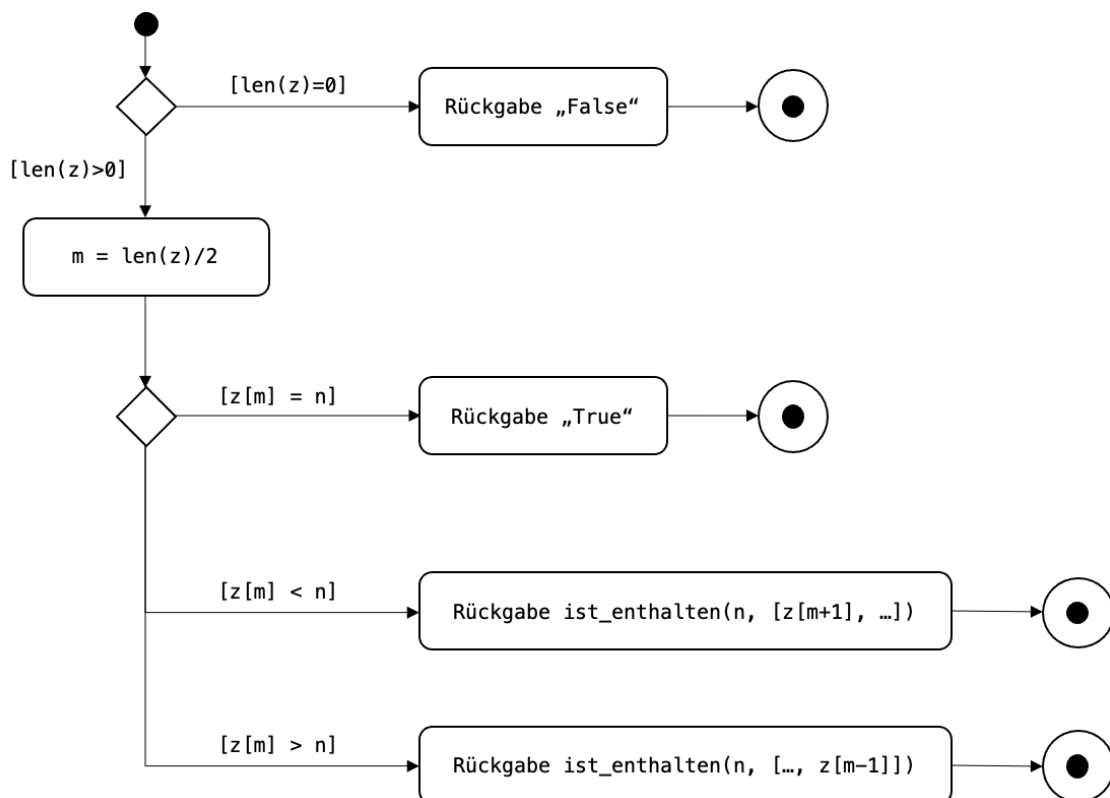 [len(z)=0]
Rückgabe „False“
[len(z)>0]
m = len(z)/2
[z[m] = n]
Rückgabe „True“
[z[m] < n]
Rückgabe ist_enthalten(n, [z[m+1], …])
[z[m] > n]
Rückgabe ist_enthalten(n, […, z[m−1]])